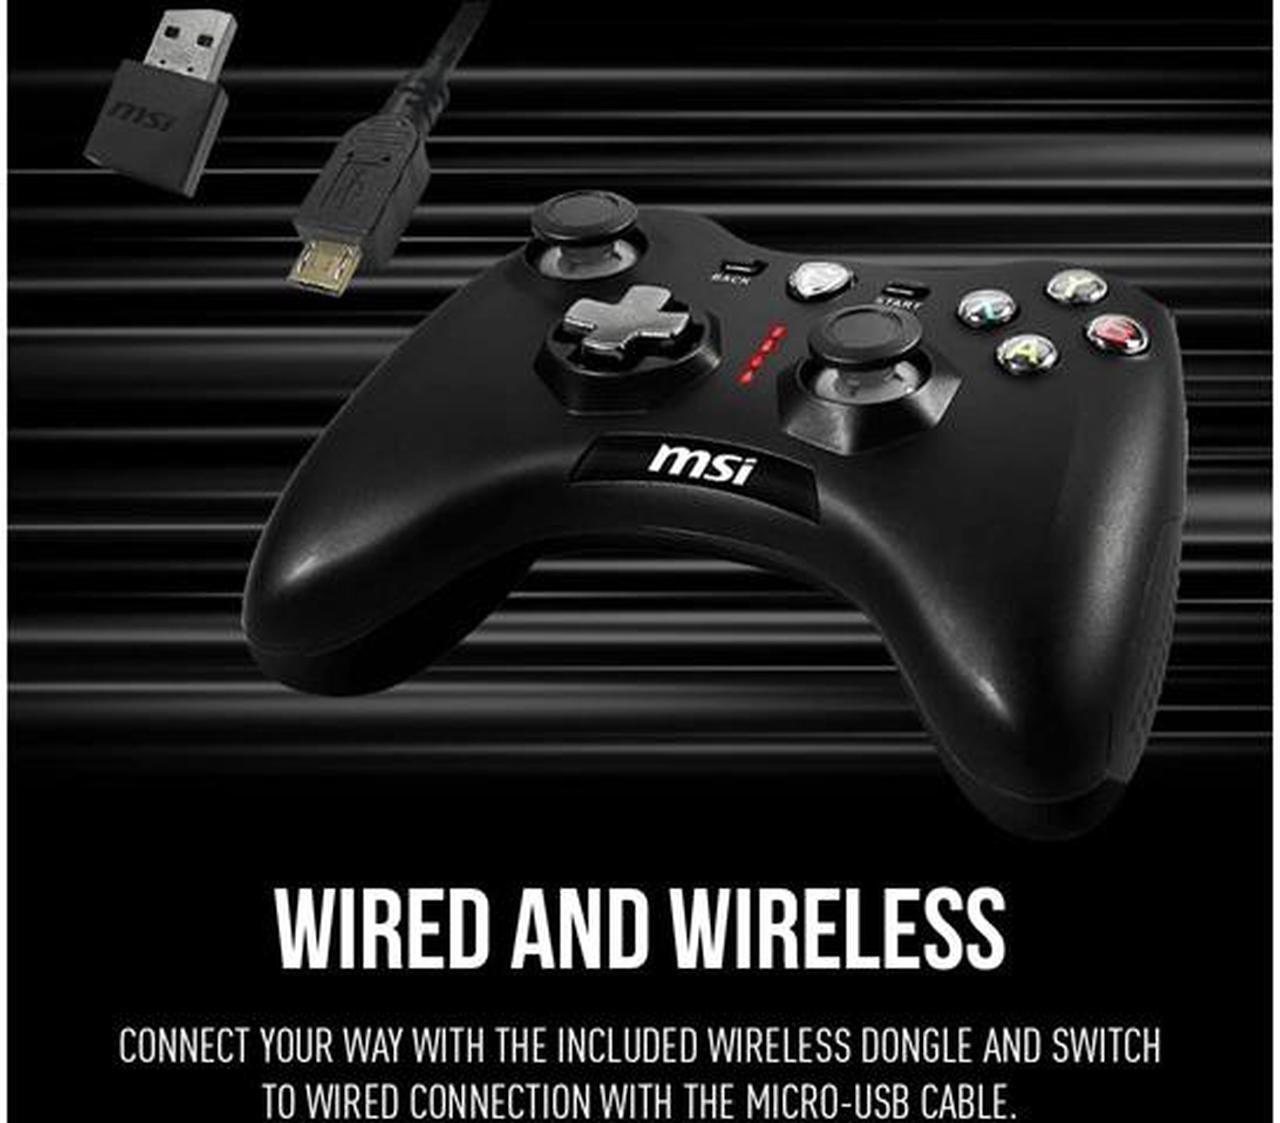 msi
BACK
START
X
Y
A
B
msi
WIRED AND WIRELESS
CONNECT YOUR WAY WITH THE INCLUDED WIRELESS DONGLE AND SWITCH
TO WIRED CONNECTION WITH THE MICRO-USB CABLE.